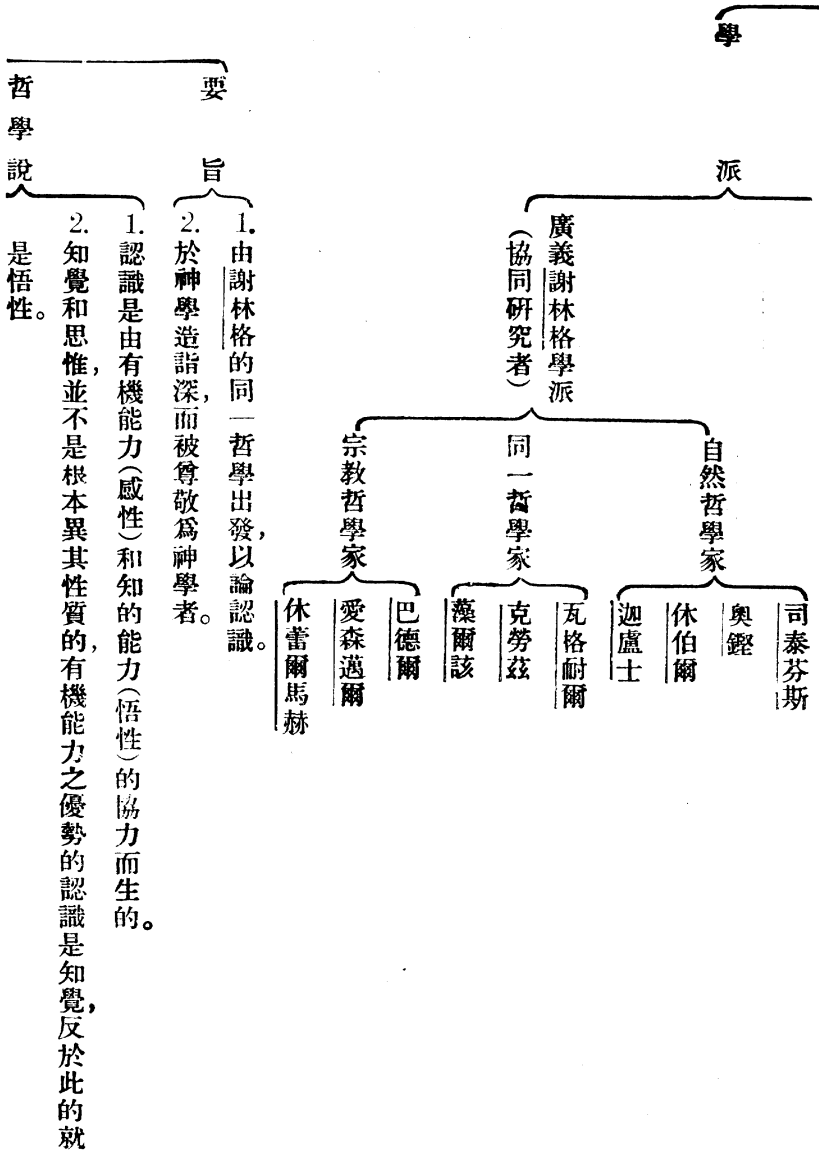 學派
廣義謝林格學派
（協同研究者）
自然哲學家
司泰芬斯
奧鏗
休伯爾
迦盧士
同一哲學家
瓦格耐爾
克勞茲
藻爾該
宗教哲學家
巴德爾
愛森邁爾
休蕾爾馬赫
要旨
1. 由謝林格的同一哲學出發，以論認識。
2. 於神學造詣深，而被尊敬爲神學者。
哲學說
1. 認識是由有機能力（感性）和知的能力（悟性）的協力而生的。
2. 知覺和思惟，並不是根本異其性質的，有機能力之優勢的認識是知覺，反於此的就
是悟性。